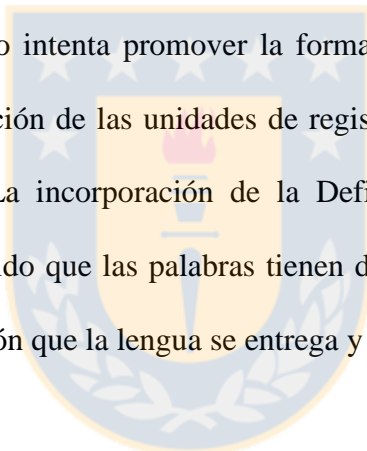 o intenta promover la forma
ción de las unidades de regis
La incorporación de la Defi
do que las palabras tienen d
ón que la lengua se entrega y